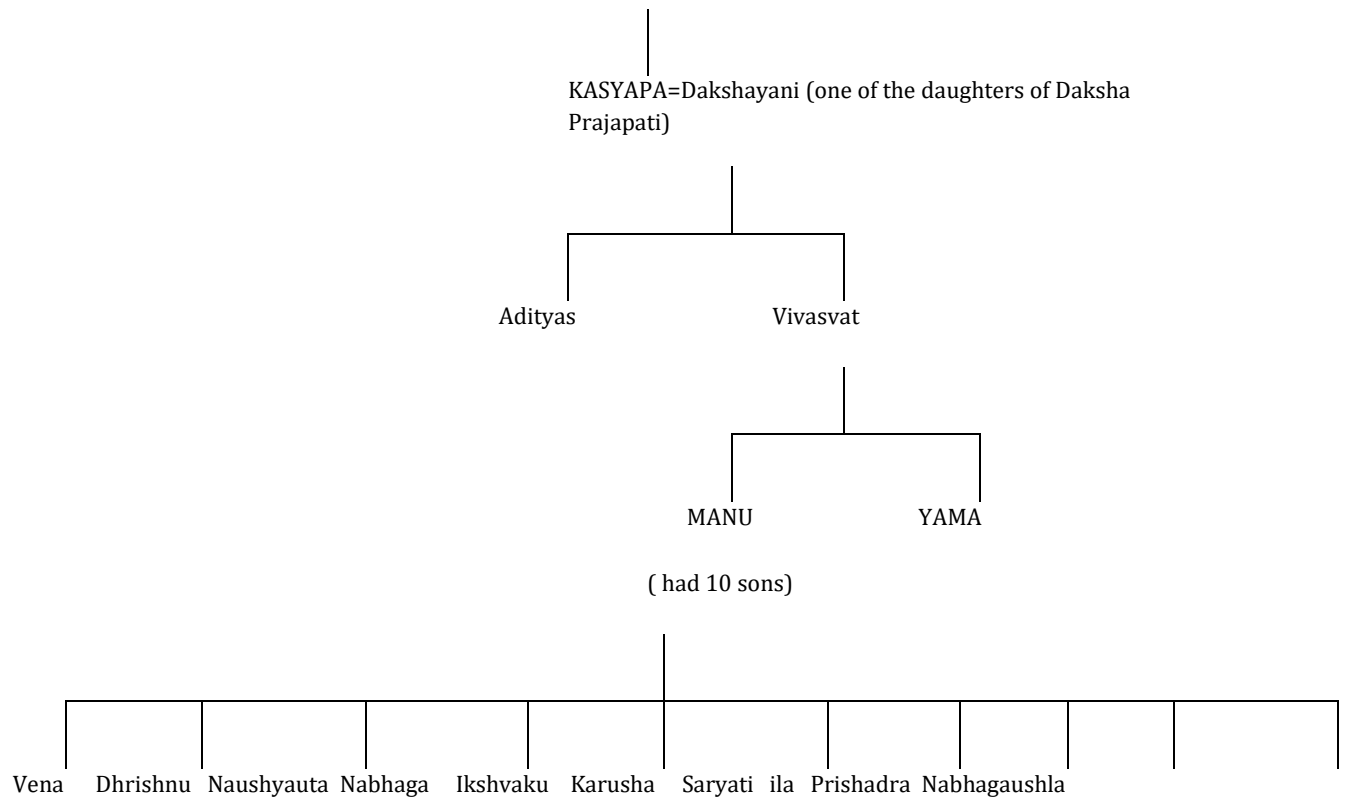 KASYAPA=Dakshayani (one of the daughters of Daksha
Prajapati)
Adityas Vivasvat
MANU YAMA
( had 10 sons)
Vena Dhrishnu Naushyauta Nabhaga Ikshvaku Karusha Saryati ila Prishadra Nabhagaushla